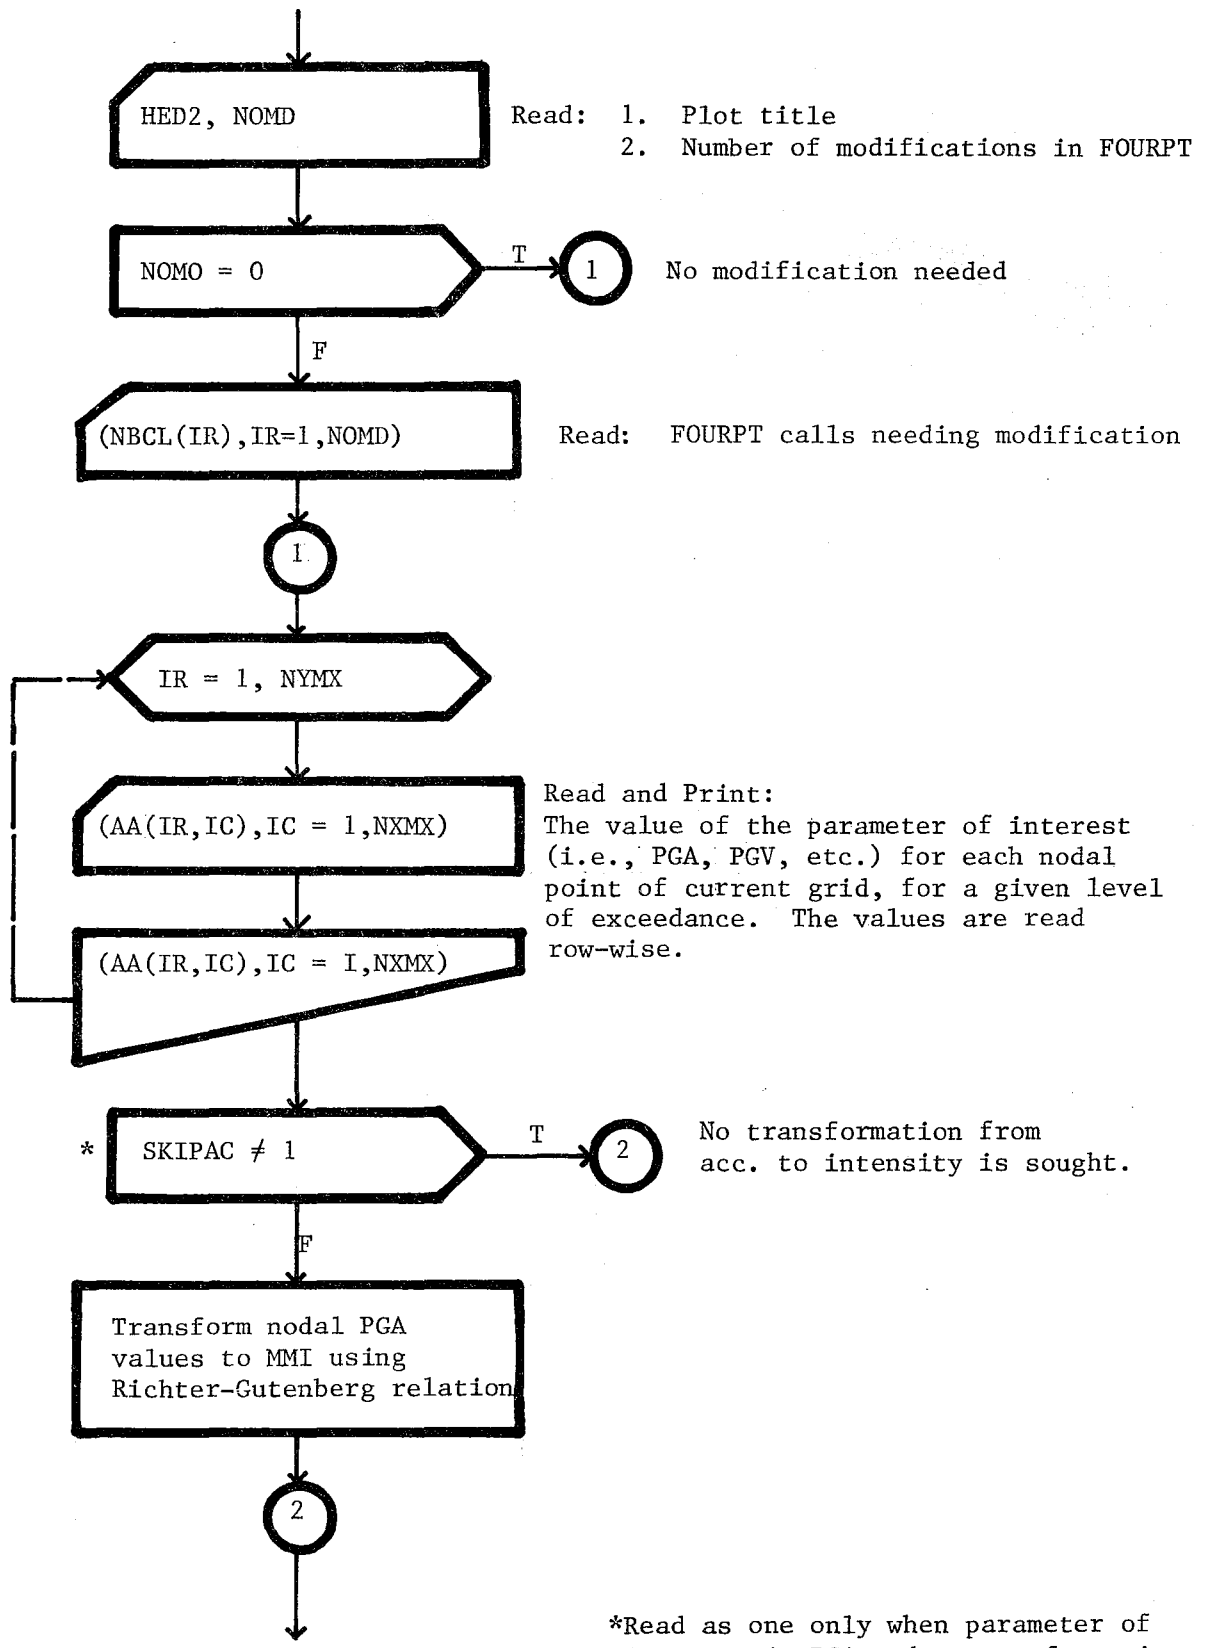 HED2, NOMD
Read: 1. Plot title
2. Number of modifications in FOURPT
NOMO = 0
T
1
No modification needed
F
(NBCL(IR),IR=1,NOMD)
Read: FOURPT calls needing modification
1
IR = 1, NYMX
(AA(IR,IC),IC = 1,NXMX)
Read and Print:
The value of the parameter of interest
(i.e., PGA, PGV, etc.) for each nodal
point of current grid, for a given level
of exceedance. The values are read
row-wise.
(AA(IR,IC),IC = I,NXMX)
*
SKIPAC ≠ 1
T
2
No transformation from
acc. to intensity is sought.
F
Transform nodal PGA
values to MMI using
Richter-Gutenberg relation
2
*Read as one only when parameter of